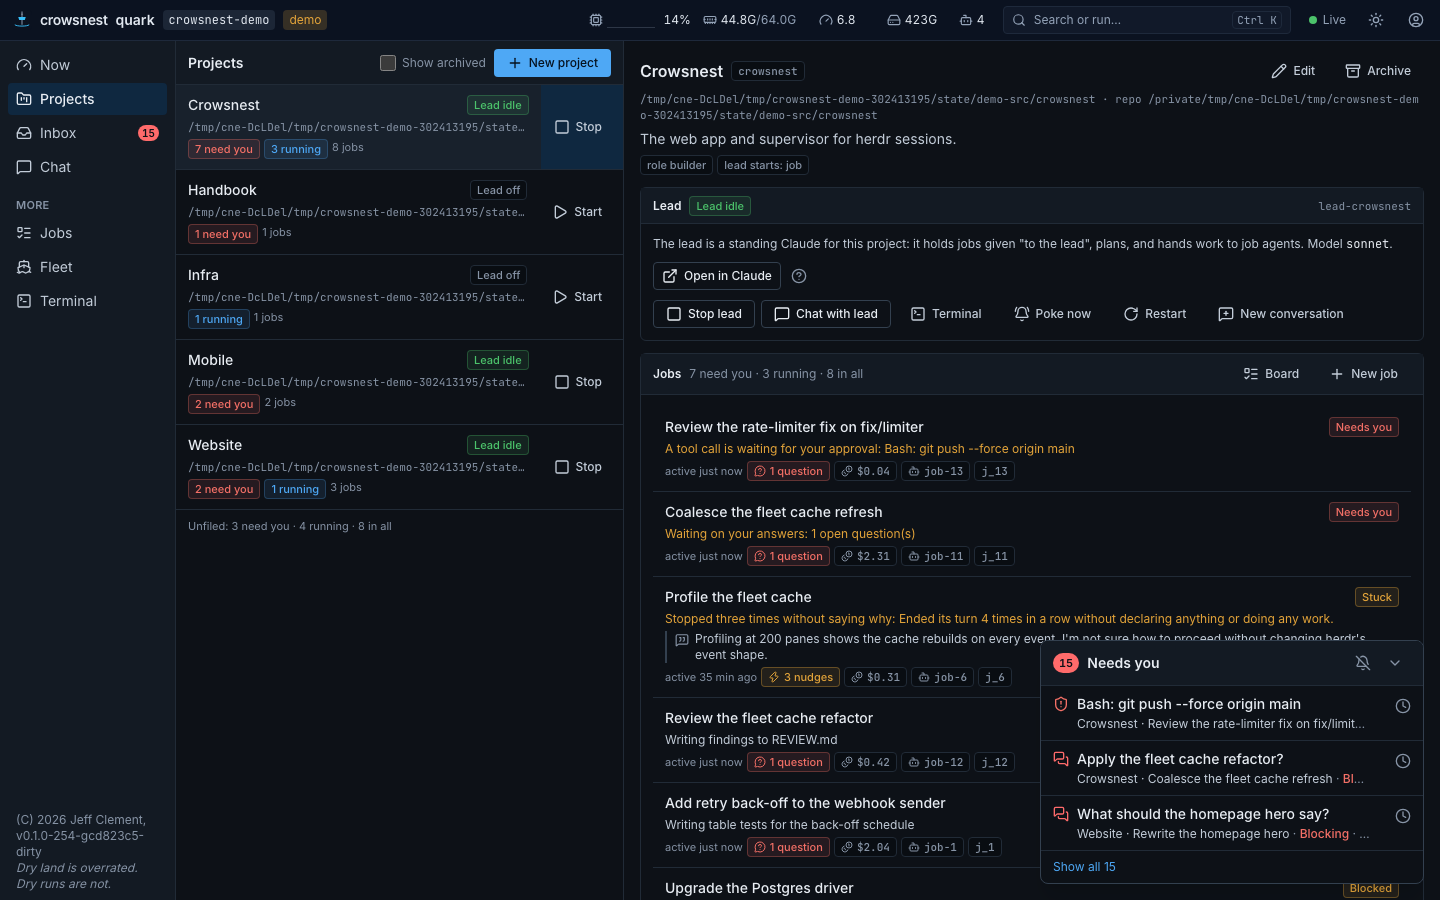 crowsnest quark crowsnest-demo demo
14% 44.8G/64.0G 6.8 423G 4 Search or run... Ctrl K Live
Now
Projects
Inbox 15
Chat
MORE
Jobs
Fleet
Terminal
(C) 2026 Jeff Clement,
v0.1.0-254-gcd823c5-
dirty
Dry land is overrated.
Dry runs are not.
Projects Show archived New project
Crowsnest Lead idle
/tmp/cne-DcLDel/tmp/crowsnest-demo-302413195/state…
7 need you 3 running 8 jobs
Stop
Handbook Lead off
/tmp/cne-DcLDel/tmp/crowsnest-demo-302413195/state…
1 need you 1 jobs
Start
Infra Lead off
/tmp/cne-DcLDel/tmp/crowsnest-demo-302413195/state…
1 running 1 jobs
Start
Mobile Lead idle
/tmp/cne-DcLDel/tmp/crowsnest-demo-302413195/state…
2 need you 2 jobs
Stop
Website Lead idle
/tmp/cne-DcLDel/tmp/crowsnest-demo-302413195/state…
2 need you 1 running 3 jobs
Stop
Unfiled: 3 need you · 4 running · 8 in all
Crowsnest crowsnest Edit Archive
/tmp/cne-DcLDel/tmp/crowsnest-demo-302413195/state/demo-src/crowsnest · repo /private/tmp/cne-DcLDel/tmp/crowsnest-dem
o-302413195/state/demo-src/crowsnest
The web app and supervisor for herdr sessions.
role builder lead starts: job
Lead Lead idle lead-crowsnest
The lead is a standing Claude for this project: it holds jobs given "to the lead", plans, and hands work to job agents. Model sonnet.
Open in Claude
Stop lead Chat with lead Terminal Poke now Restart New conversation
Jobs 7 need you · 3 running · 8 in all Board New job
Review the rate-limiter fix on fix/limiter Needs you
A tool call is waiting for your approval: Bash: git push --force origin main
active just now 1 question $0.04 job-13 j_13
Coalesce the fleet cache refresh Needs you
Waiting on your answers: 1 open question(s)
active just now 1 question $2.31 job-11 j_11
Profile the fleet cache Stuck
Stopped three times without saying why: Ended its turn 4 times in a row without declaring anything or doing any work.
Profiling at 200 panes shows the cache rebuilds on every event. I'm not sure how to proceed without changing herdr's
event shape.
active 35 min ago 3 nudges $0.31 job-6 j_6
Review the fleet cache refactor
Writing findings to REVIEW.md
active just now 1 question $0.42 job-12 j_12
Add retry back-off to the webhook sender
Writing table tests for the back-off schedule
active just now 1 question $2.04 job-1 j_1
Upgrade the Postgres driver Blocked
15 Needs you
Bash: git push --force origin main
Crowsnest · Review the rate-limiter fix on fix/limit…
Apply the fleet cache refactor?
Crowsnest · Coalesce the fleet cache refresh · Bl…
What should the homepage hero say?
Website · Rewrite the homepage hero · Blocking · …
Show all 15